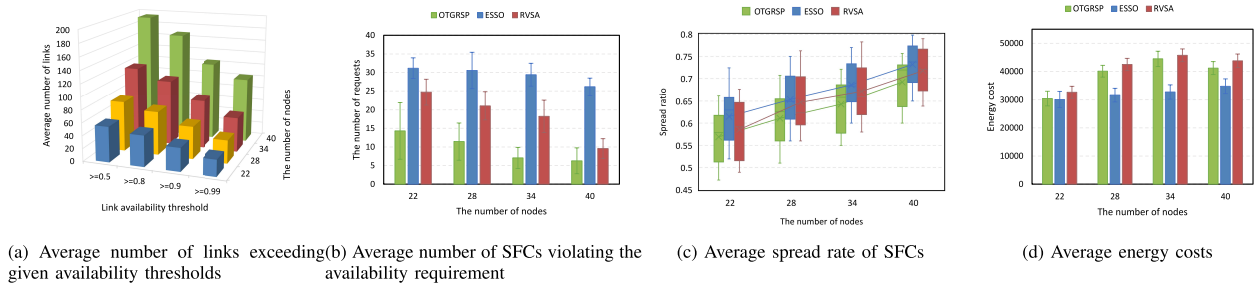 200
180
160
140
120
100
80
60
40
20
0
Average number of links
>=0.5
>=0.8
>=0.9
>=0.99
Link availability threshold
22
28
34
40
The number of nodes
(a) Average number of links exceeding
given availability thresholds
OTGRSP ESSO RVSA
40
35
30
25
20
15
10
5
0
The number of requests
22 28 34 40
The number of nodes
(b) Average number of SFCs violating the
availability requirement
OTGRSP ESSO RVSA
0.8
0.75
0.7
0.65
0.6
0.55
0.5
0.45
Spread ratio
22 28 34 40
The number of nodes
(c) Average spread rate of SFCs
OTGRSP ESSO RVSA
50000
40000
30000
20000
10000
0
Energy cost
22 28 34 40
The number of nodes
(d) Average energy costs